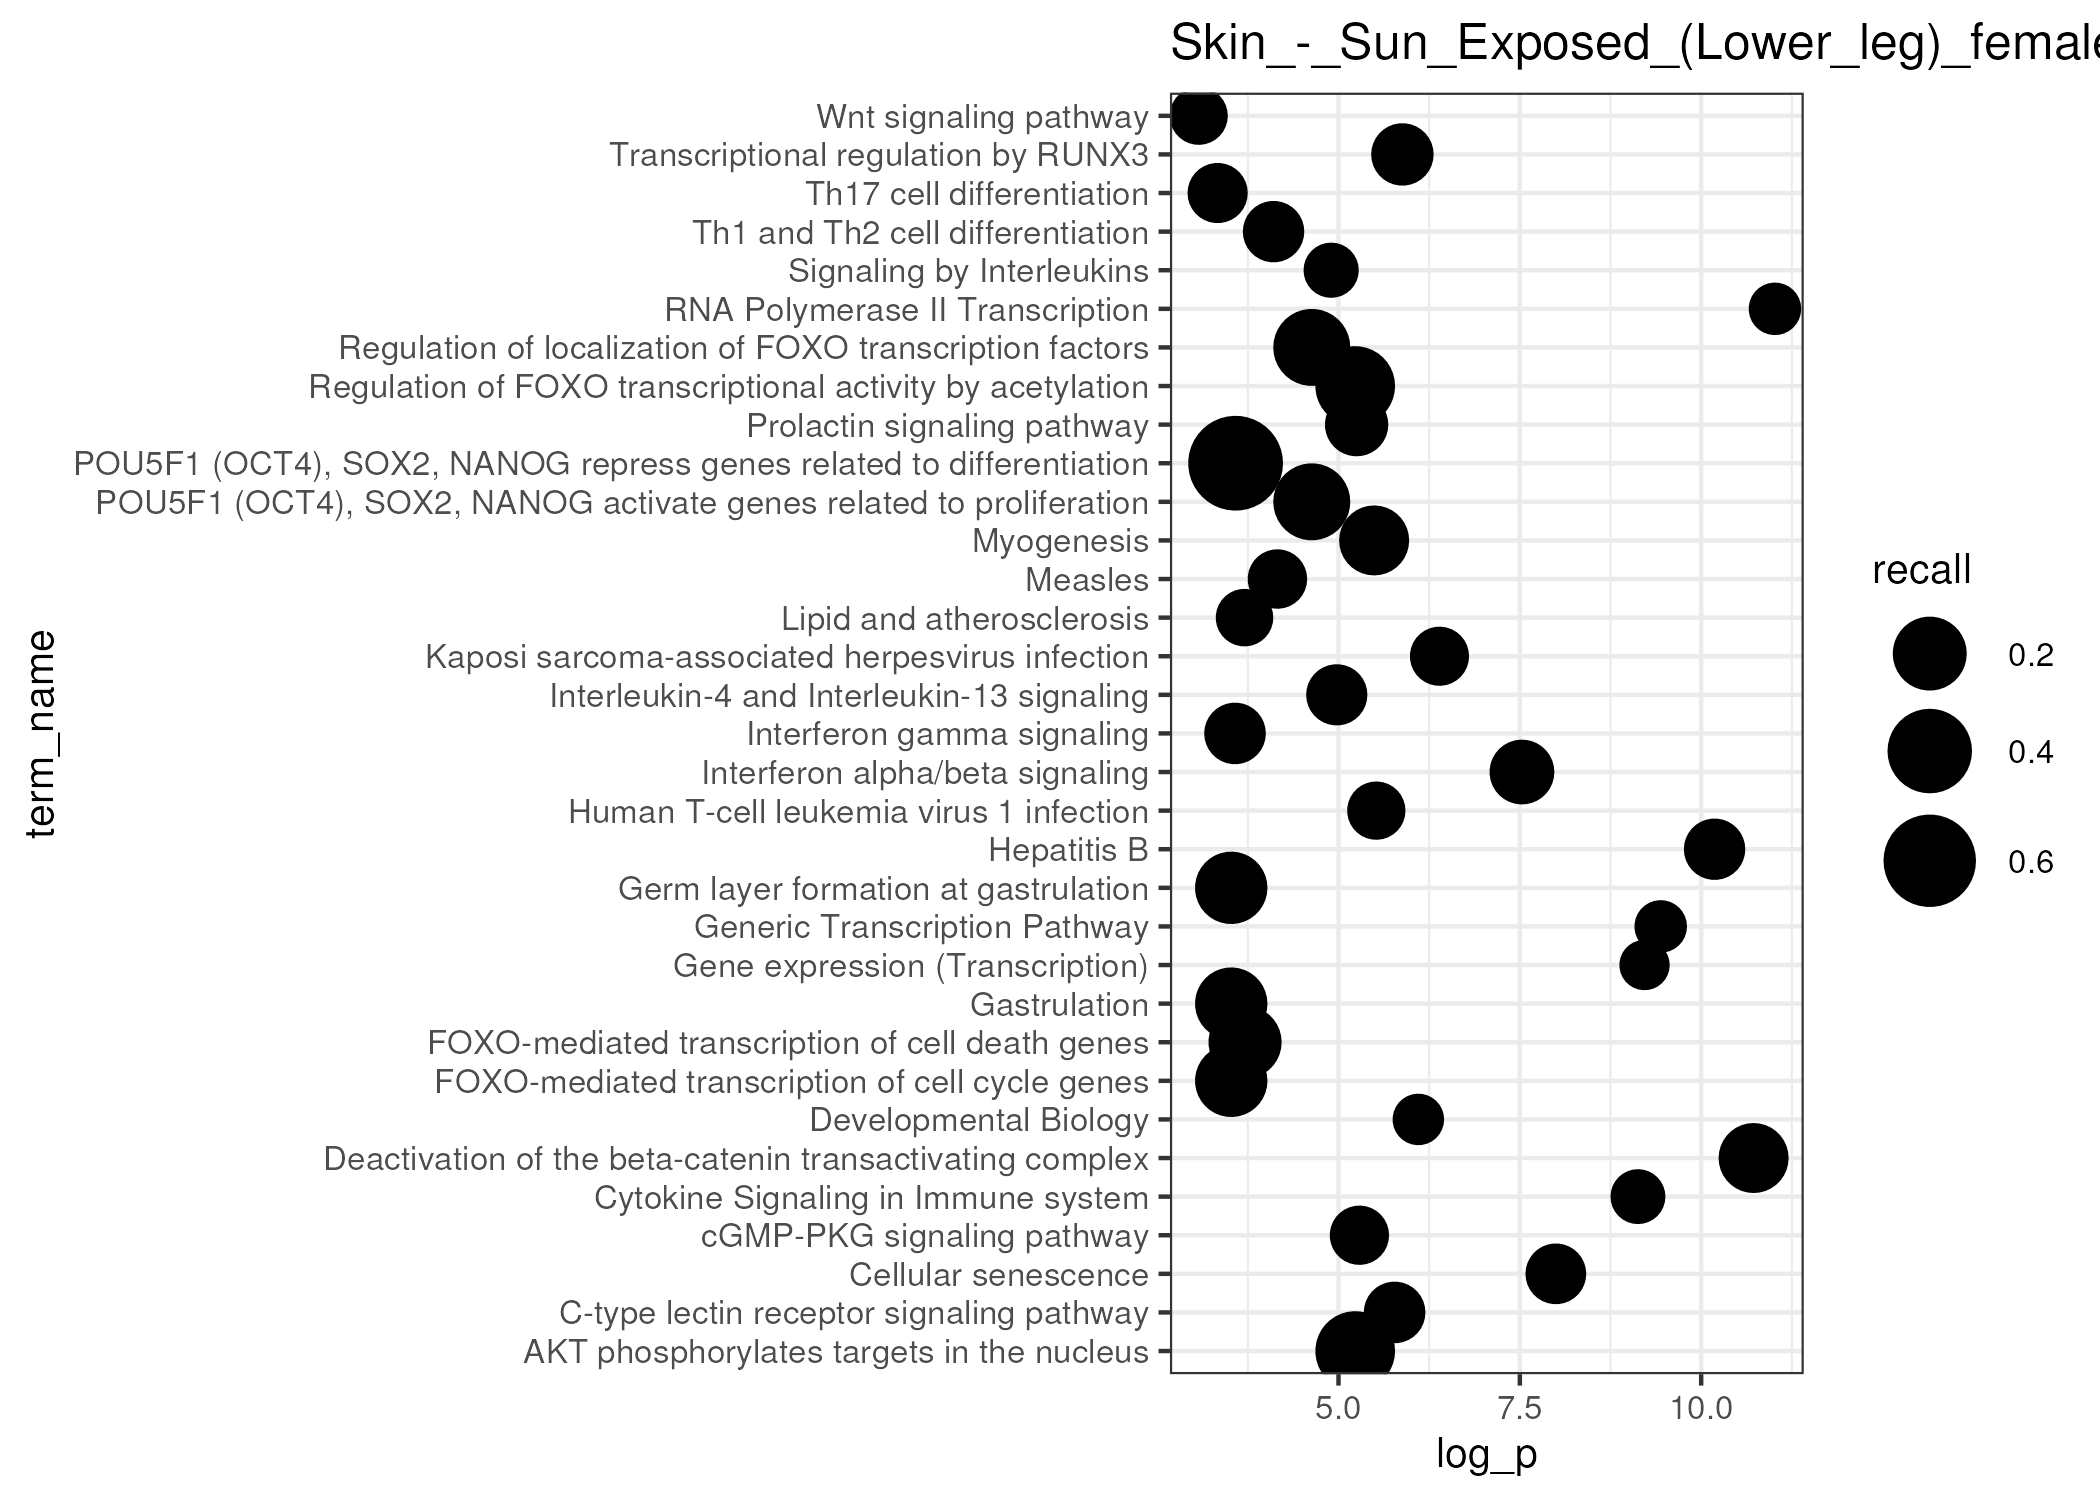 Skin_-_Sun_Exposed_(Lower_leg)_female
Wnt signaling pathway
Transcriptional regulation by RUNX3
Th17 cell differentiation
Th1 and Th2 cell differentiation
Signaling by Interleukins
RNA Polymerase II Transcription
Regulation of localization of FOXO transcription factors
Regulation of FOXO transcriptional activity by acetylation
Prolactin signaling pathway
POU5F1 (OCT4), SOX2, NANOG repress genes related to differentiation
POU5F1 (OCT4), SOX2, NANOG activate genes related to proliferation
Myogenesis
Measles
Lipid and atherosclerosis
Kaposi sarcoma-associated herpesvirus infection
Interleukin-4 and Interleukin-13 signaling
Interferon gamma signaling
Interferon alpha/beta signaling
Human T-cell leukemia virus 1 infection
Hepatitis B
Germ layer formation at gastrulation
Generic Transcription Pathway
Gene expression (Transcription)
Gastrulation
FOXO-mediated transcription of cell death genes
FOXO-mediated transcription of cell cycle genes
Developmental Biology
Deactivation of the beta-catenin transactivating complex
Cytokine Signaling in Immune system
cGMP-PKG signaling pathway
Cellular senescence
C-type lectin receptor signaling pathway
AKT phosphorylates targets in the nucleus
term_name
5.0 7.5 10.0
log_p
recall
0.2
0.4
0.6